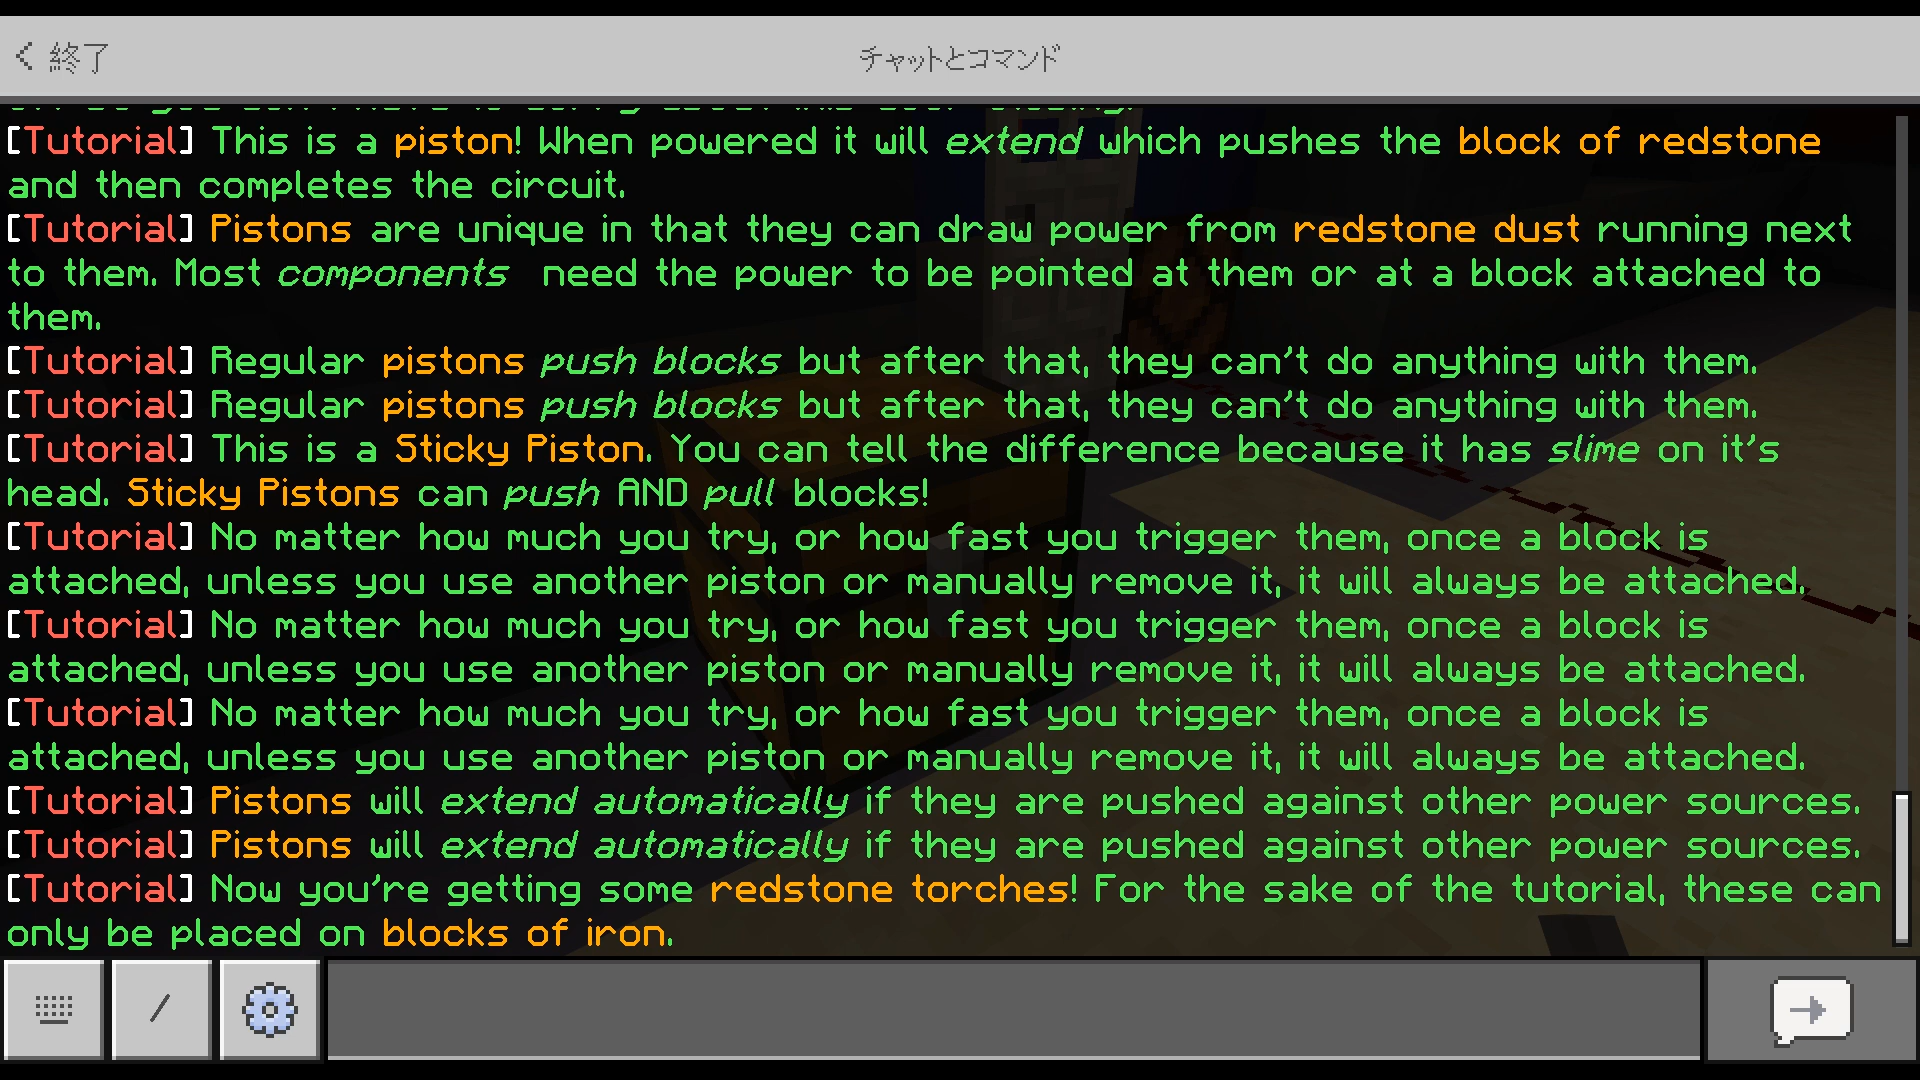 終了
チャットとコマンド
[Tutorial] This is a piston! When powered it will extend which pushes the block of redstone
and then completes the circuit.
[Tutorial] Pistons are unique in that they can draw power from redstone dust running next
to them. Most components  need the power to be pointed at them or at a block attached to
them.
[Tutorial] Regular pistons push blocks but after that, they can't do anything with them.
[Tutorial] Regular pistons push blocks but after that, they can't do anything with them.
[Tutorial] This is a Sticky Piston. You can tell the difference because it has slime on it's
head. Sticky Pistons can push AND pull blocks!
[Tutorial] No matter how much you try, or how fast you trigger them, once a block is
attached, unless you use another piston or manually remove it, it will always be attached.
[Tutorial] No matter how much you try, or how fast you trigger them, once a block is
attached, unless you use another piston or manually remove it, it will always be attached.
[Tutorial] No matter how much you try, or how fast you trigger them, once a block is
attached, unless you use another piston or manually remove it, it will always be attached.
[Tutorial] Pistons will extend automatically if they are pushed against other power sources.
[Tutorial] Pistons will extend automatically if they are pushed against other power sources.
[Tutorial] Now you're getting some redstone torches! For the sake of the tutorial, these can
only be placed on blocks of iron.
/